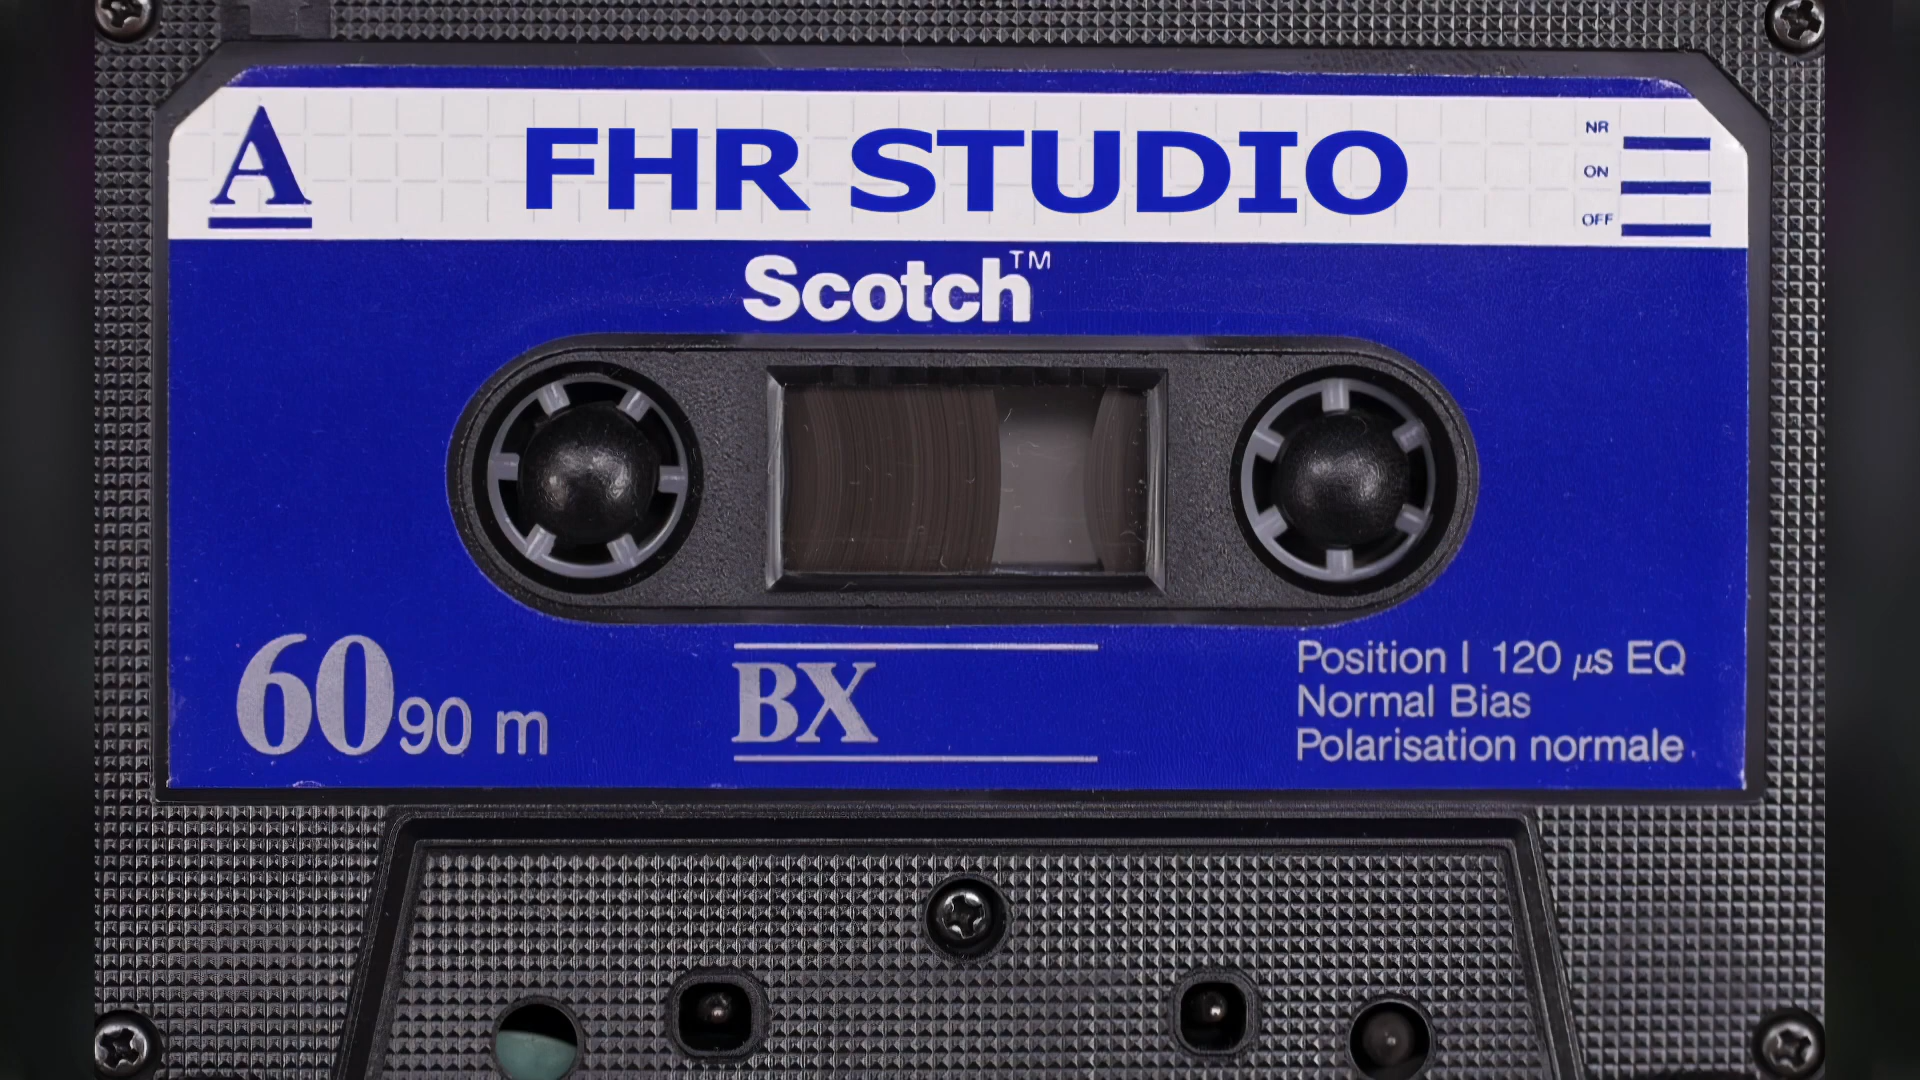 A
FHR STUDIO
NR
ON
OFF
Scotch™
60 90 m
BX
Position I 120 µs EQ
Normal Bias
Polarisation normale